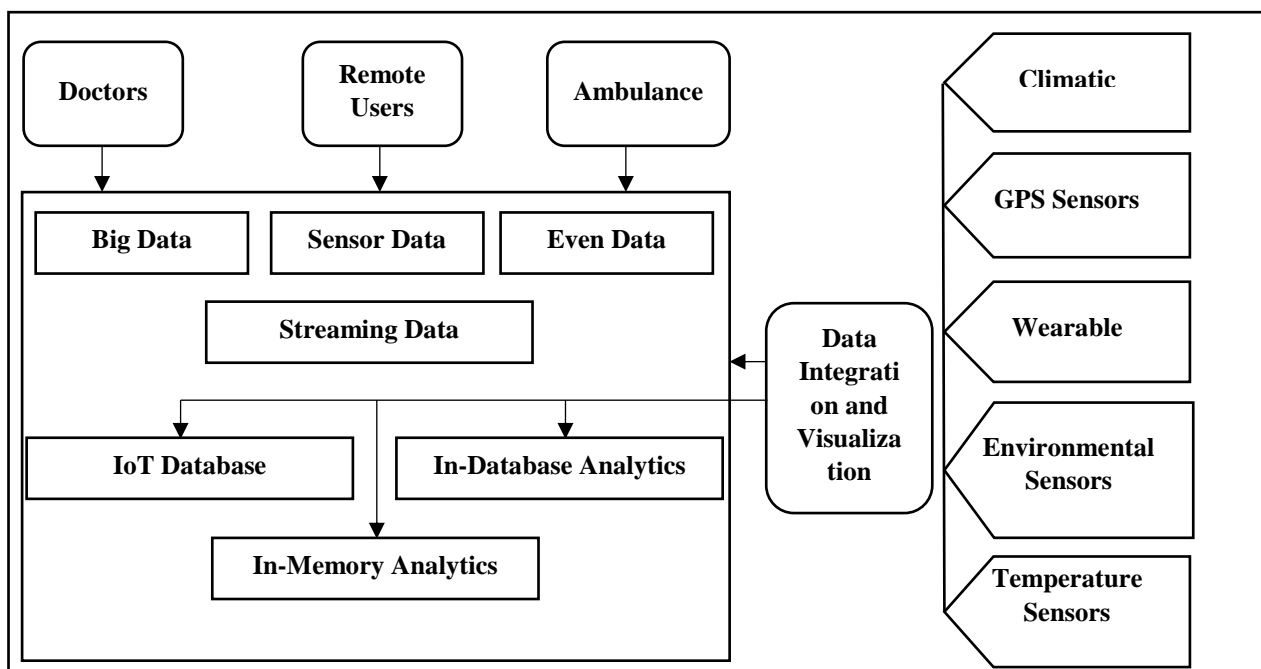 Doctors
Remote
Users
Ambulance
Big Data
Sensor Data
Even Data
Streaming Data
IoT Database
In-Database Analytics
In-Memory Analytics
Data
Integrati
on and
Visualiza
tion
Climatic
GPS Sensors
Wearable
Environmental
Sensors
Temperature
Sensors